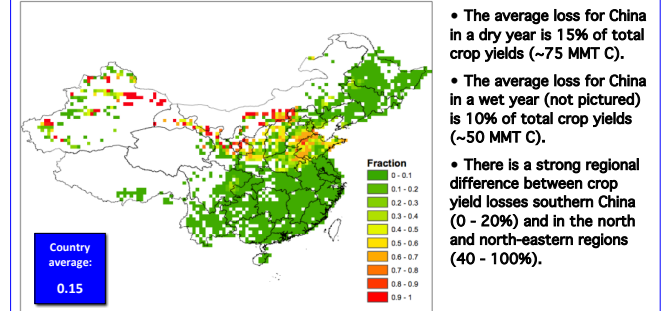 Fraction
0 - 0.1
0.1 - 0.2
0.2 - 0.3
0.3 - 0.4
0.4 - 0.5
0.5 - 0.6
0.6 - 0.7
0.7 - 0.8
0.8 - 0.9
0.9 - 1
Country
average:
0.15
• The average loss for China
in a dry year is 15% of total
crop yields (~75 MMT C).
• The average loss for China
in a wet year (not pictured)
is 10% of total crop yields
(~50 MMT C).
• There is a strong regional
difference between crop
yield losses southern China
(0 - 20%) and in the north
and north-eastern regions
(40 - 100%).